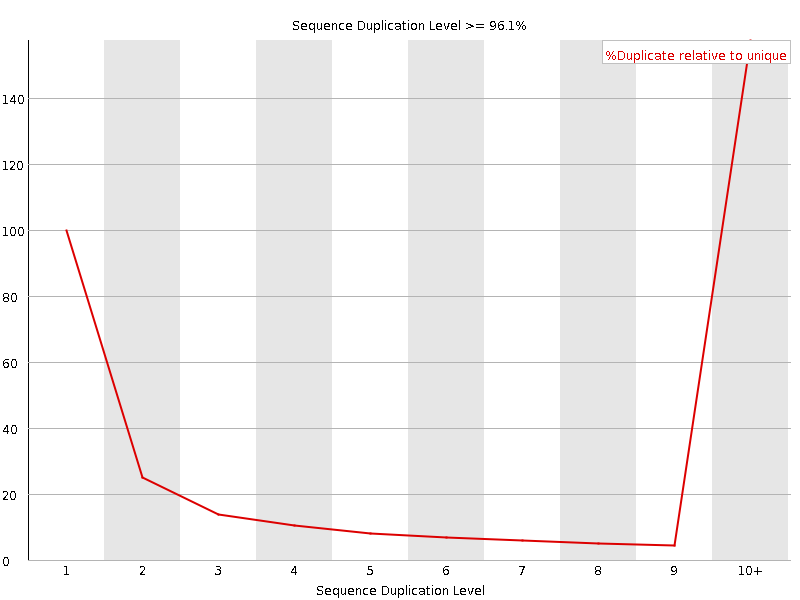 Sequence Duplication Level >= 96.1%
%Duplicate relative to unique
140
120
100
80
60
40
20
0
1 2 3 4 5 6 7 8 9 10+
Sequence Duplication Level